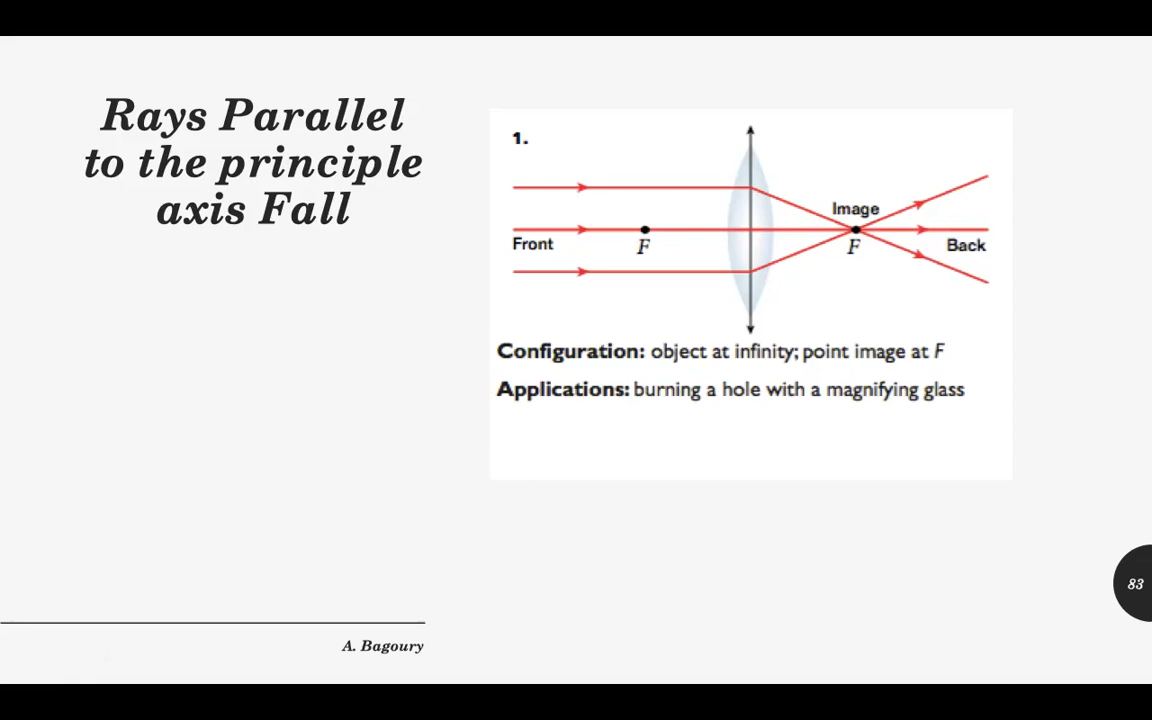 Rays Parallel
to the principle
axis Fall
1.
Image
Front
F
F
Back
Configuration: object at infinity; point image at F
Applications: burning a hole with a magnifying glass
83
A. Bagoury